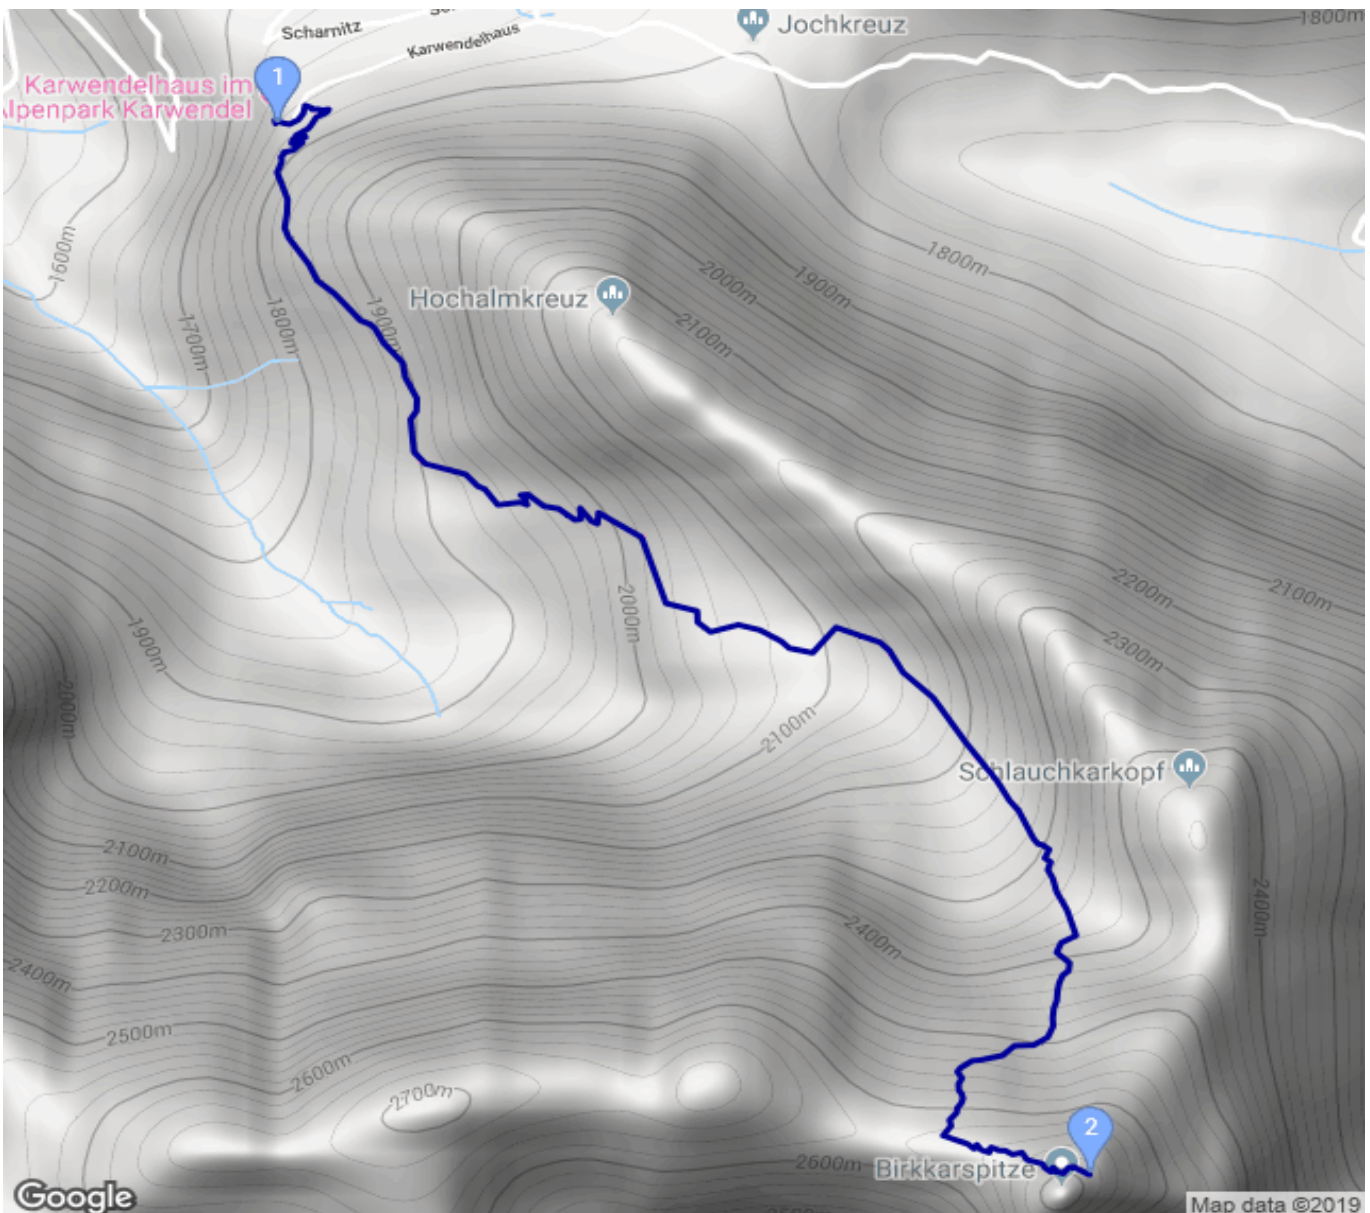 1800m
Jochkreuz
Scharnitz
Karwendelhaus
1
Karwendelhaus im
Alpenpark Karwendel
1600m
1800m
2000m
1900m
Hochalmkreuz
1700m
1800m
1900m
2100m
2200m
2100m
2000m
1900m
2300m
2000m
2100m
Schlauchkarkopf
2100m
2200m
2400m
2300m
2400m
2400m
2500m
2600m
2700m
2
2600m
Birkkarspitze
Google
Map data ©2019